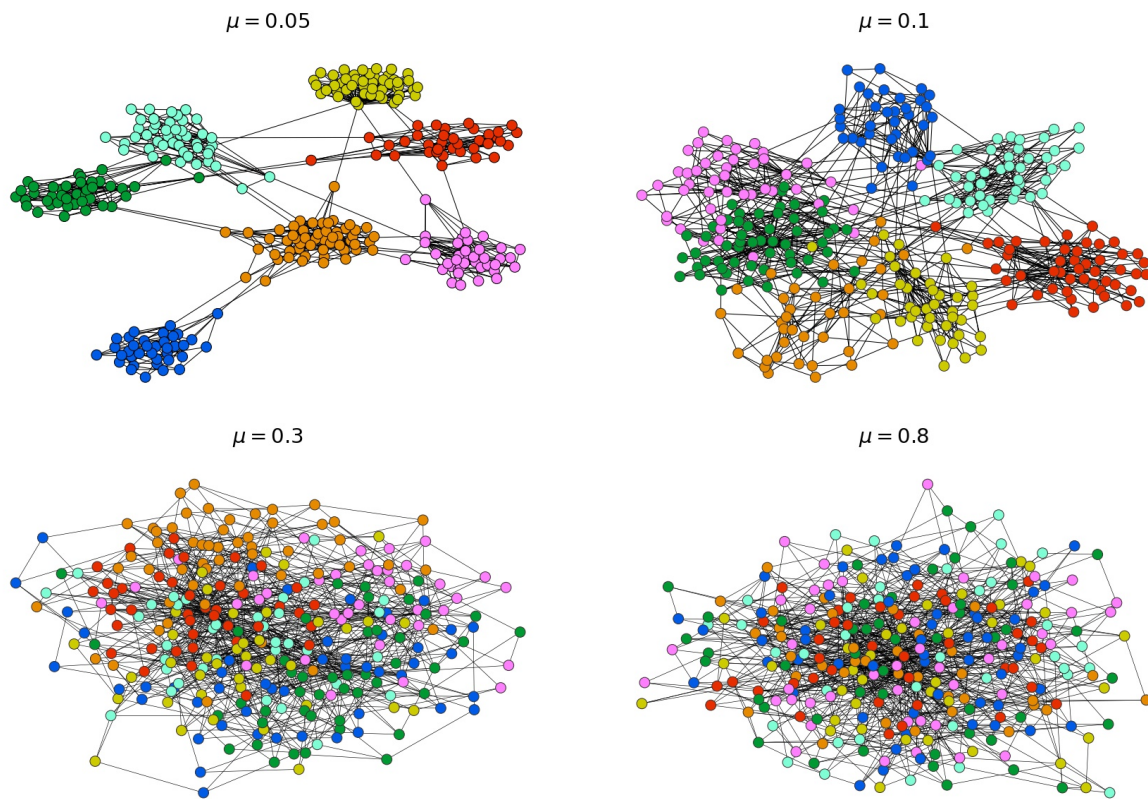 μ = 0.05
μ = 0.1
μ = 0.3
μ = 0.8